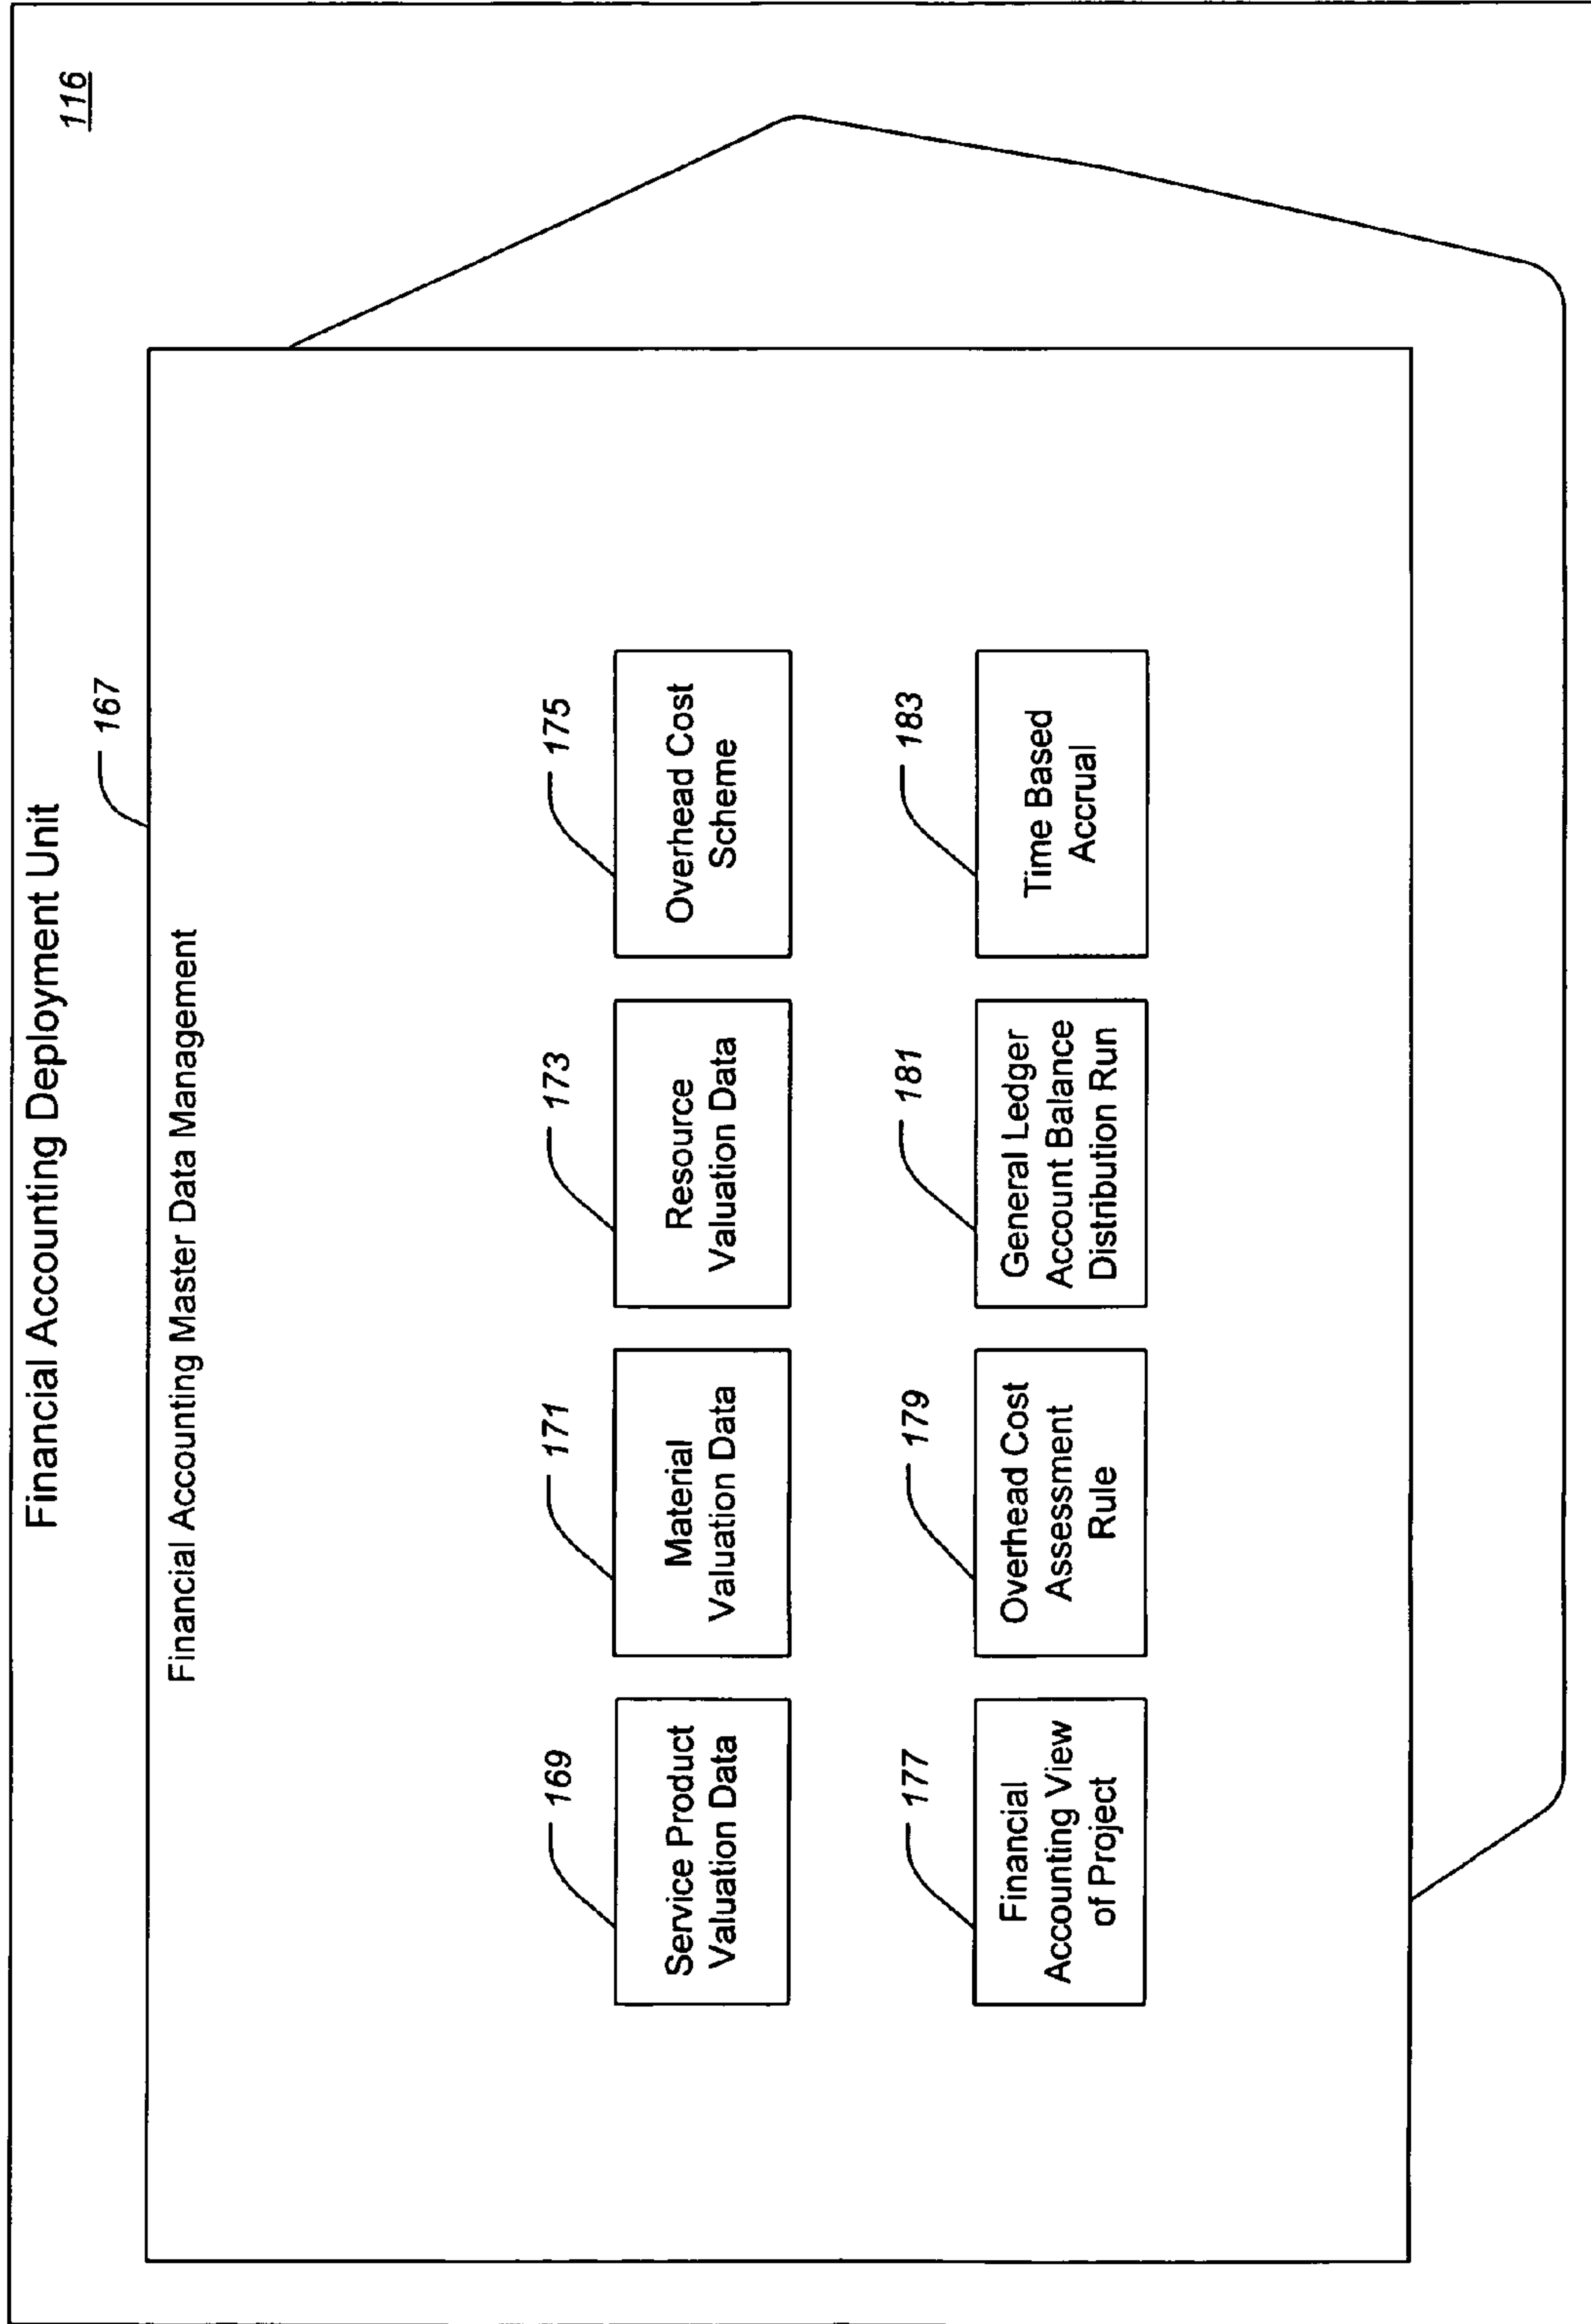 Financial Accounting Deployment Unit
116
167
Financial Accounting Master Data Management
169
Service Product
Valuation Data
171
Material
Valuation Data
173
Resource
Valuation Data
175
Overhead Cost
Scheme
177
Financial
Accounting View
of Project
179
Overhead Cost
Assessment
Rule
181
General Ledger
Account Balance
Distribution Run
183
Time Based
Accrual